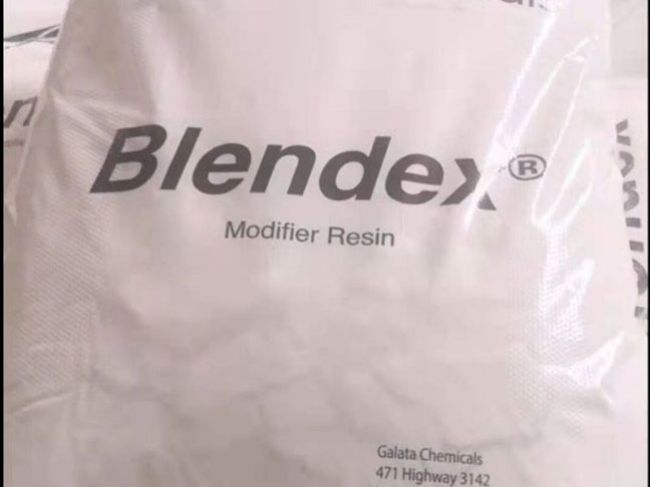 Blendex®
Modifier Resin
Galata Chemicals
471 Highway 3142